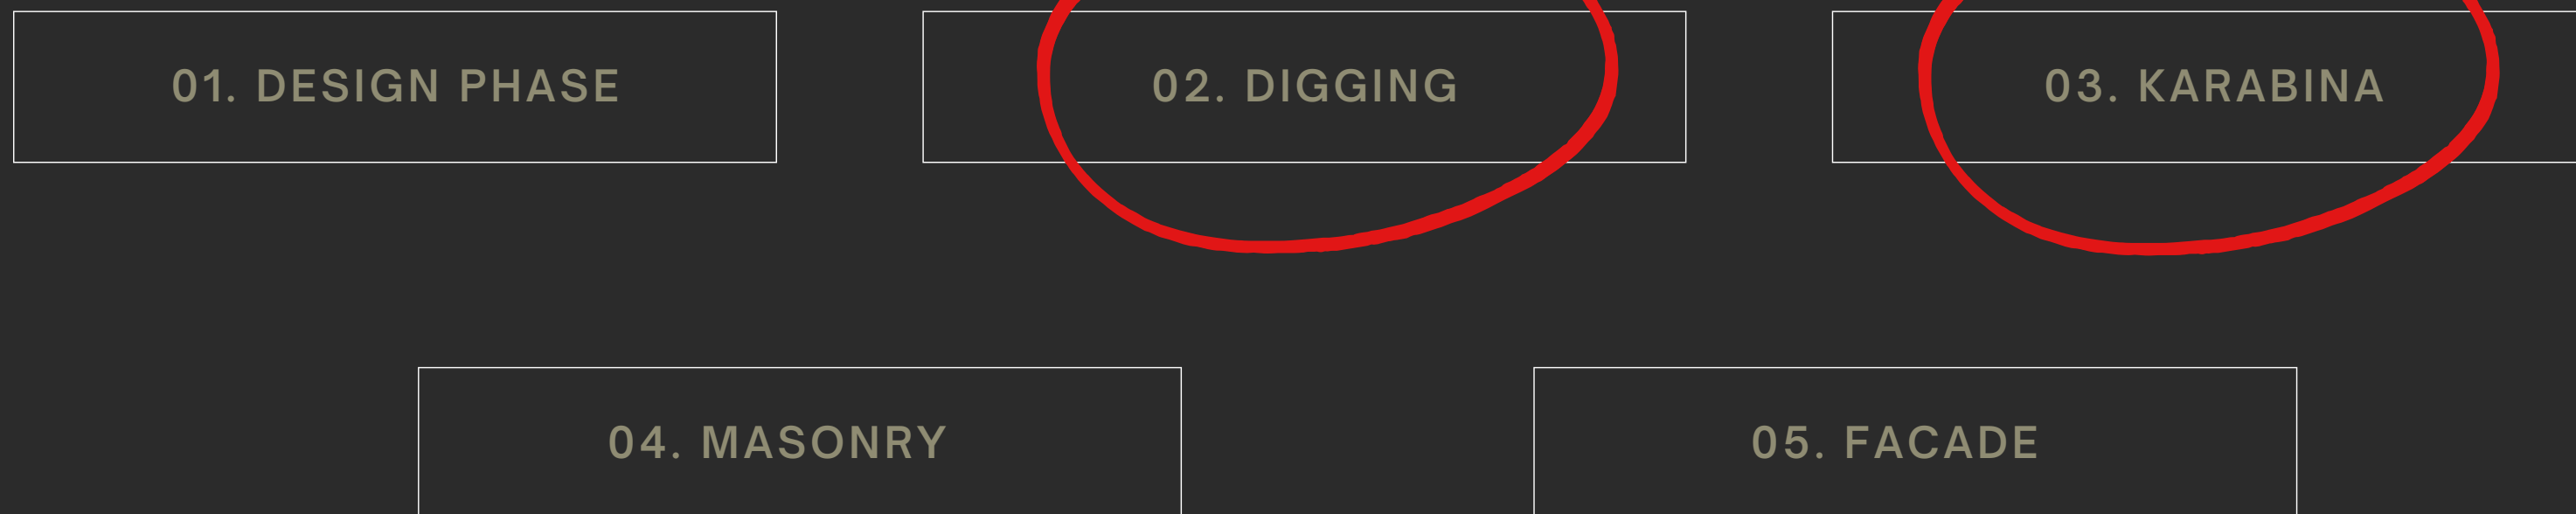 01. DESIGN PHASE
02. DIGGING
03. KARABINA
04. MASONRY
05. FACADE